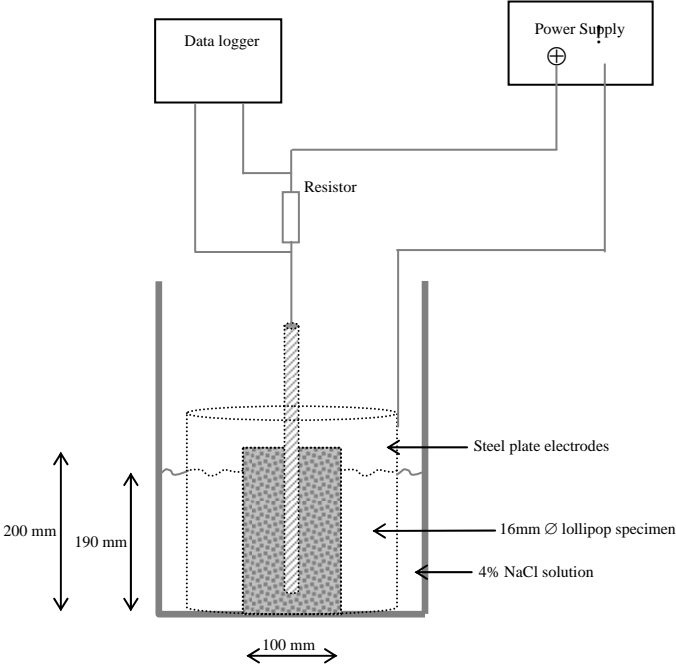 Data logger
Power Supply
Resistor
Steel plate electrodes
200 mm
190 mm
16mm ∅ lollipop specimen
4% NaCl solution
100 mm